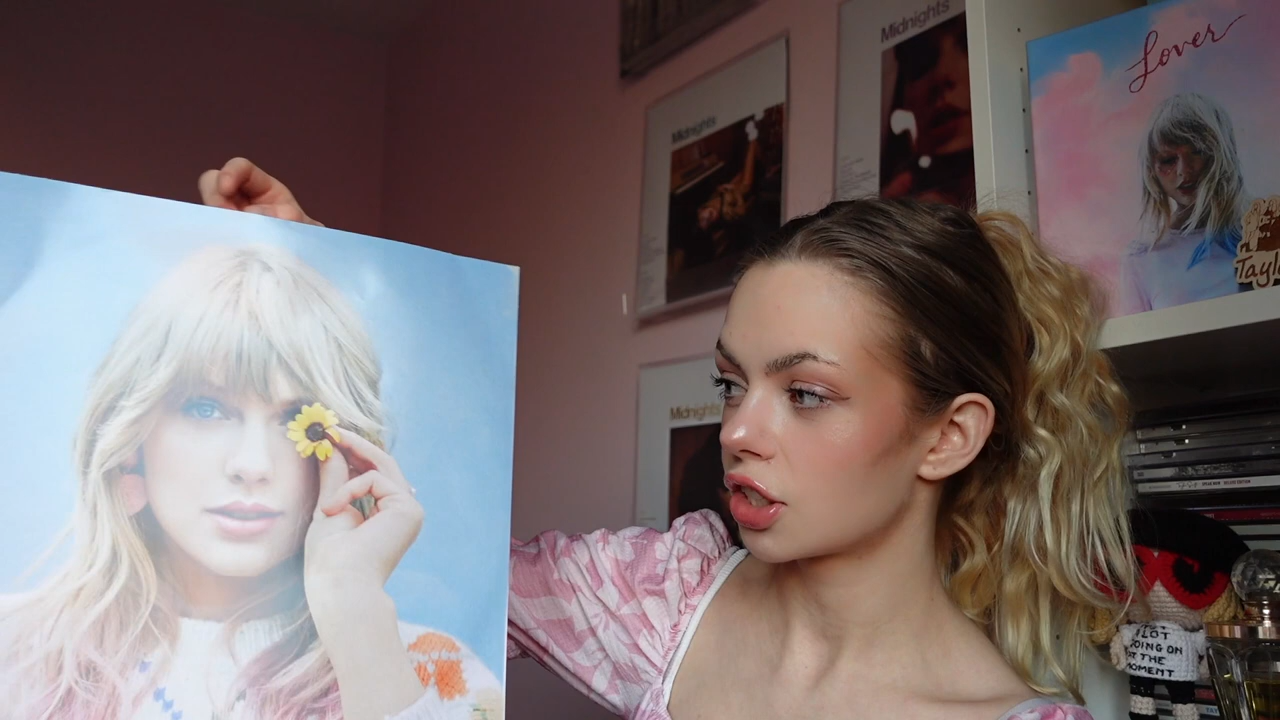 Midnights
Midnights
Midnights
Lover
Tayl
LOT
GOING ON
AT THE
MOMENT